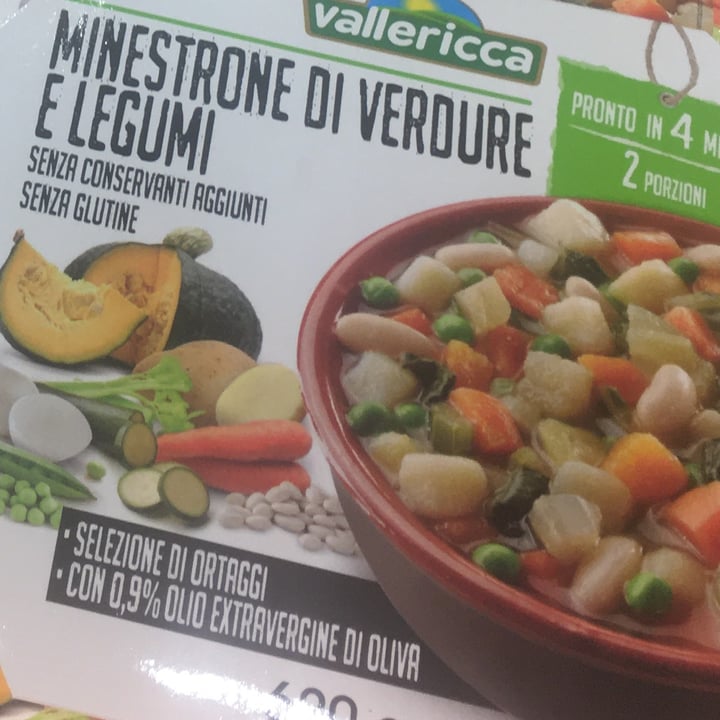 vallericca
MINESTRONE DI VERDURE
E LEGUMI
SENZA CONSERVANTI AGGIUNTI
SENZA GLUTINE
PRONTO IN 4
2 PORZIONI
• SELEZIONE DI ORTAGGI
• CON 0,9% OLIO EXTRAVERGINE DI OLIVA